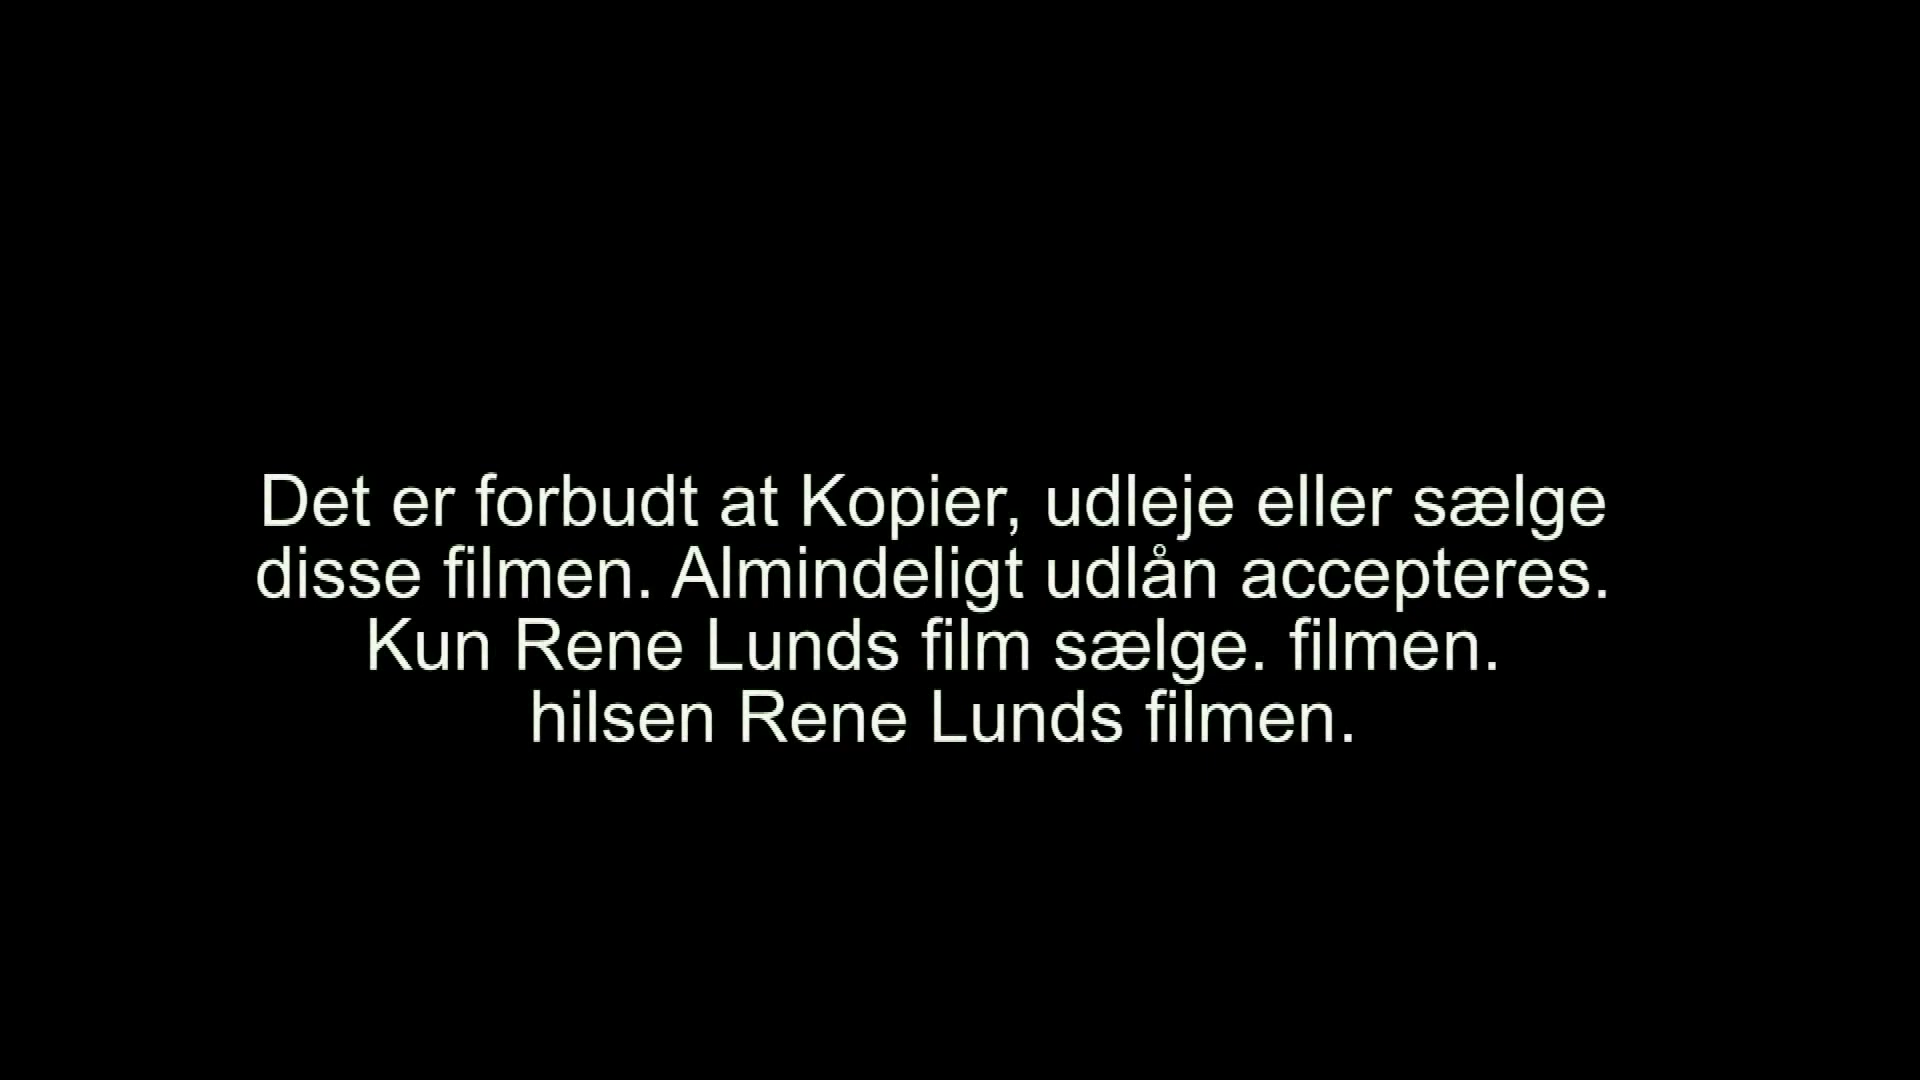 Det er forbudt at Kopier, udleje eller sælge
disse filmen. Almindeligt udlån accepteres.
Kun Rene Lunds film sælge. filmen.
hilsen Rene Lunds filmen.